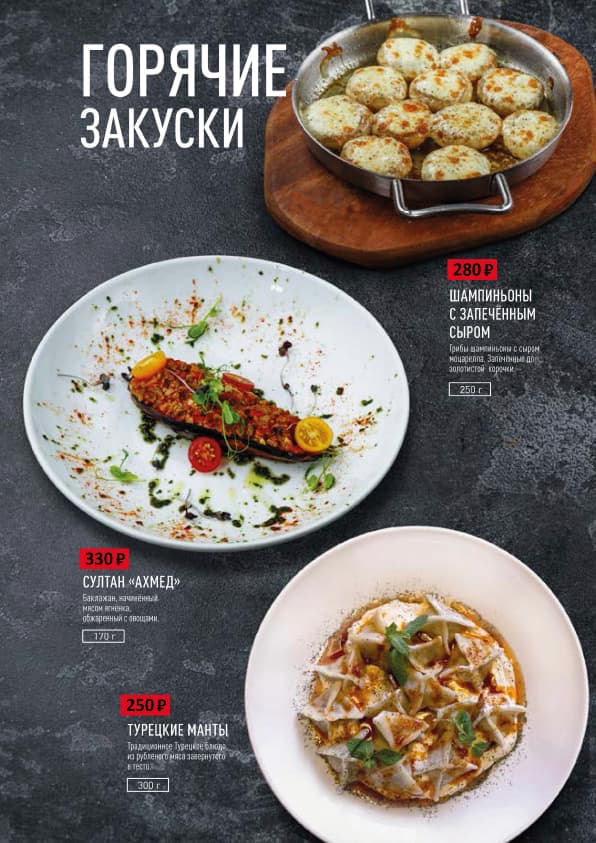 ГОРЯЧИЕ
ЗАКУСКИ
280 ₽
ШАМПИНЬОНЫ
С ЗАПЕЧЁННЫМ
СЫРОМ
Грибы шампиньоны с сыром
моцарелла. Запечённые до
золотистой корочки.
250 г
330 ₽
СУЛТАН «АХМЕД»
Баклажан, начинённый
мясом ягнёнка,
обжаренный с овощами.
170 г
250 ₽
ТУРЕЦКИЕ МАНТЫ
Традиционное Турецкое блюдо
из рубленого мяса завернутого
в тесто.
300 г